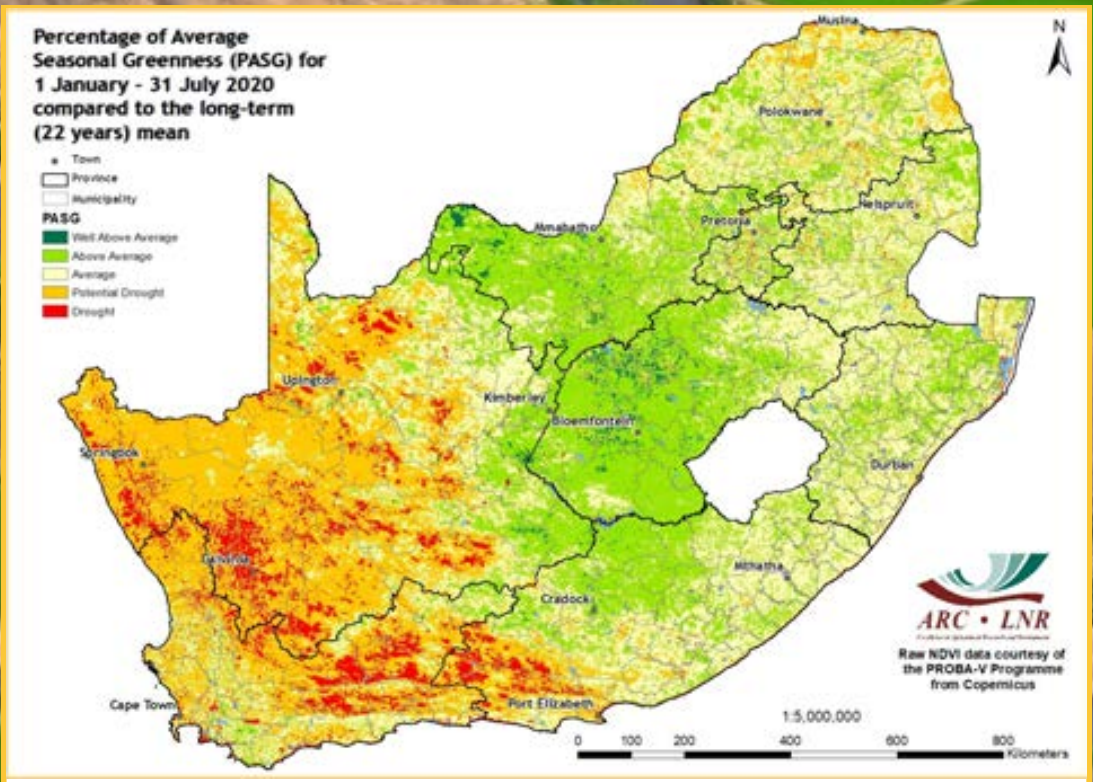 Percentage of Average
Seasonal Greenness (PASG) for
1 January - 31 July 2020
compared to the long-term
(22 years) mean
Town
Province
Municipality
PASG
Well Above Average
Above Average
Average
Potential Drought
Drought
N
Musina
Polokwane
Nelspruit
Pretoria
Mmabatho
Upington
Kimberley
Bloemfontein
Springbok
Durban
Mthatha
Cradock
Cape Town
Port Elizabeth
ARC • LNR
Raw NDVI data courtesy of
the PROBA-V Programme
from Copernicus
1:5,000,000
0 100 200 400 600 800
Kilometers